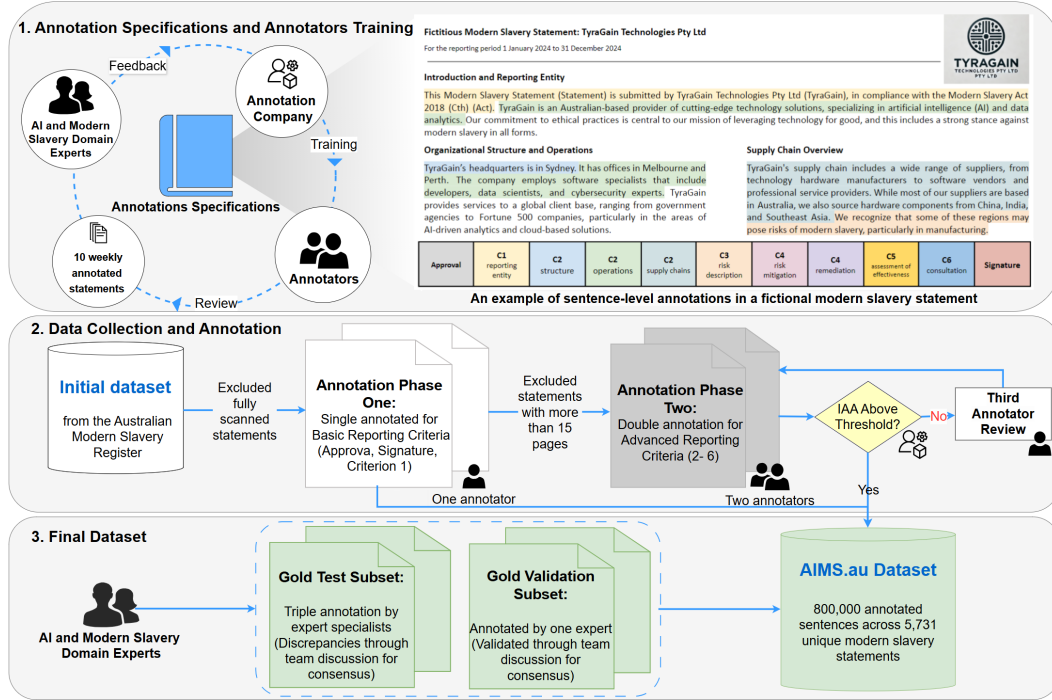 1. Annotation Specifications and Annotators Training
Feedback
AI and Modern
Slavery Domain
Experts
Annotation
Company
Training
Annotations Specifications
10 weekly
annotated
statements
Annotators
Review
Fictitious Modern Slavery Statement: TyraGain Technologies Pty Ltd
For the reporting period 1 January 2024 to 31 December 2024
TYRAGAIN
TECHNOLOGIES PTY LTD
PTY LTD
Introduction and Reporting Entity
This Modern Slavery Statement (Statement) is submitted by TyraGain Technologies Pty Ltd (TyraGain), in compliance with the Modern Slavery Act
2018 (Cth) (Act). TyraGain is an Australian-based provider of cutting-edge technology solutions, specializing in artificial intelligence (AI) and data
analytics. Our commitment to ethical practices is central to our mission of leveraging technology for good, and this includes a strong stance against
modern slavery in all forms.
Organizational Structure and Operations
TyraGain's headquarters is in Sydney. It has offices in Melbourne and
Perth. The company employs software specialists that include
developers, data scientists, and cybersecurity experts. TyraGain
provides services to a global client base, ranging from government
agencies to Fortune 500 companies, particularly in the areas of
AI-driven analytics and cloud-based solutions.
Supply Chain Overview
TyraGain's supply chain includes a wide range of suppliers, from
technology hardware manufacturers to software vendors and
professional service providers. While most of our suppliers are based
in Australia, we also source hardware components from China, India,
and Southeast Asia. We recognize that some of these regions may
pose risks of modern slavery, particularly in manufacturing.
Approval
C1
reporting
entity
C2
structure
C2
operations
C2
supply chains
C3
risk
description
C4
risk
mitigation
C4
remediation
C5
assessment of
effectiveness
C6
consultation
Signature
An example of sentence-level annotations in a fictional modern slavery statement
2. Data Collection and Annotation
Initial dataset
from the Australian
Modern Slavery
Register
Excluded
fully
scanned
statements
Annotation Phase
One:
Single annotated for
Basic Reporting Criteria
(Approva, Signature,
Criterion 1)
One annotator
Excluded
statements
with more
than 15
pages
Annotation Phase
Two:
Double annotation for
Advanced Reporting
Criteria (2- 6)
Two annotators
IAA Above
Threshold?
No
Yes
Third
Annotator
Review
3. Final Dataset
AI and Modern Slavery
Domain Experts
Gold Test Subset:
Triple annotation by
expert specialists
(Discrepancies through
team discussion for
consensus)
Gold Validation
Subset:
Annotated by one expert
(Validated through team
discussion for
consensus)
AIMS.au Dataset
800,000 annotated
sentences across 5,731
unique modern slavery
statements